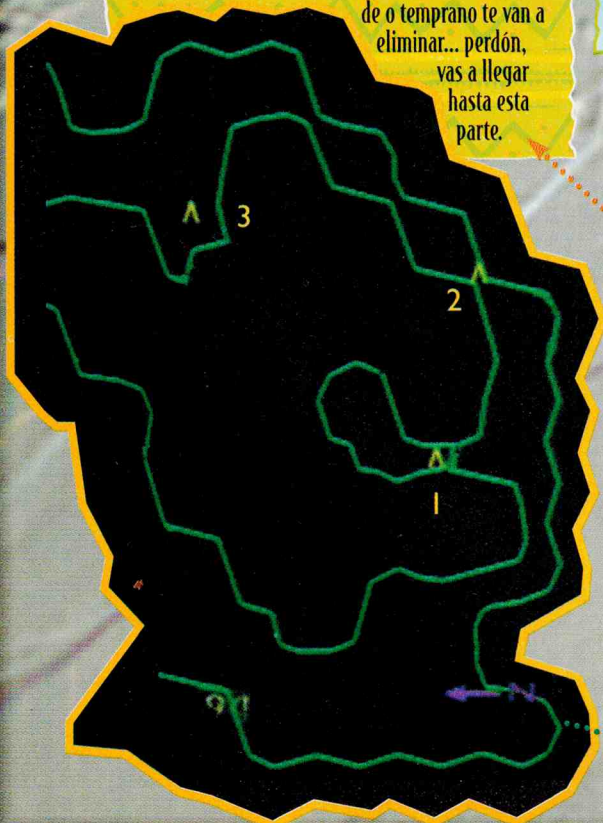 de o temprano te van a
eliminar... perdón,
vas a llegar
hasta esta
parte.
3
2
1